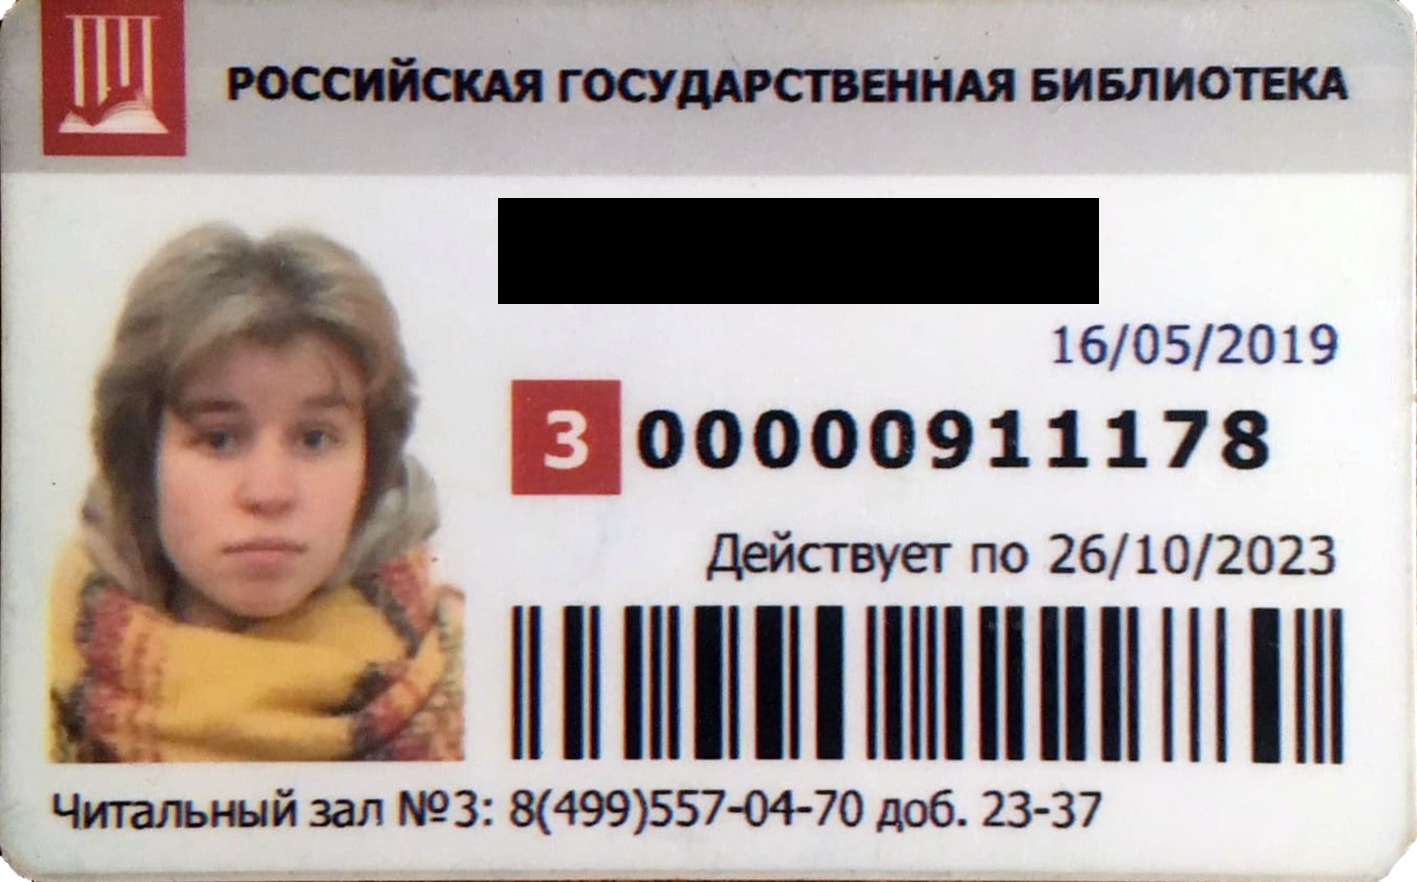 РОССИЙСКАЯ ГОСУДАРСТВЕННАЯ БИБЛИОТЕКА
16/05/2019
3 00000911178
Действует по 26/10/2023
Читальный зал №3: 8(499)557-04-70 доб. 23-37